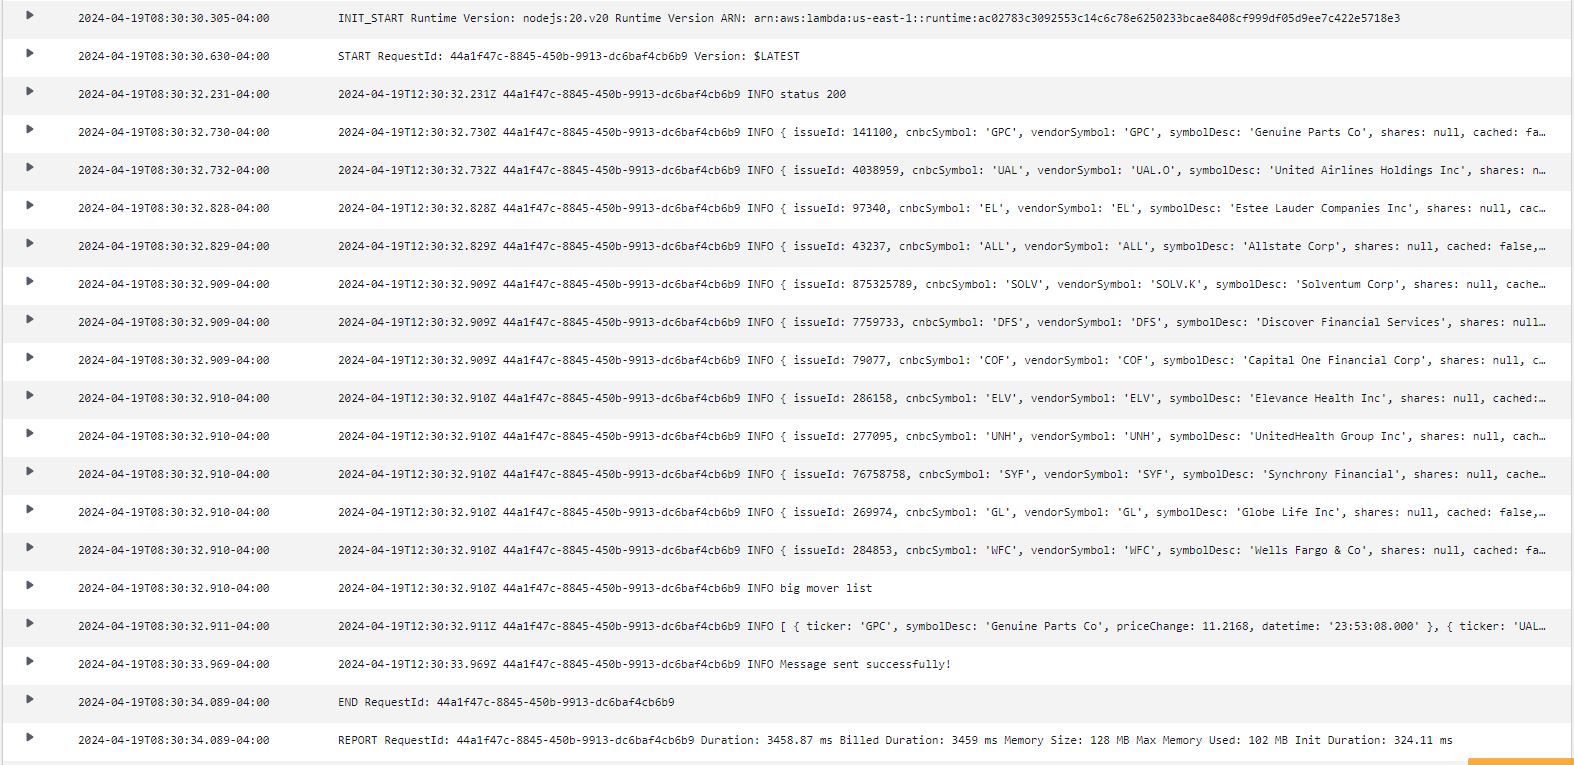 2024-04-19T08:30:30.305-04:00 INIT_START Runtime Version: nodejs:20.v20 Runtime Version ARN: arn:aws:lambda:us-east-1::runtime:ac02783c3092553c14c6c78e6250233bcae8408cf999df05d9ee7c422e5718e3
2024-04-19T08:30:30.630-04:00 START RequestId: 44a1f47c-8845-450b-9913-dc6baf4cb6b9 Version: $LATEST
2024-04-19T08:30:32.231-04:00 2024-04-19T12:30:32.231Z 44a1f47c-8845-450b-9913-dc6baf4cb6b9 INFO status 200
2024-04-19T08:30:32.730-04:00 2024-04-19T12:30:32.730Z 44a1f47c-8845-450b-9913-dc6baf4cb6b9 INFO { issueId: 141100, cnbcSymbol: 'GPC', vendorSymbol: 'GPC', symbolDesc: 'Genuine Parts Co', shares: null, cached: fa…
2024-04-19T08:30:32.732-04:00 2024-04-19T12:30:32.732Z 44a1f47c-8845-450b-9913-dc6baf4cb6b9 INFO { issueId: 4038959, cnbcSymbol: 'UAL', vendorSymbol: 'UAL.O', symbolDesc: 'United Airlines Holdings Inc', shares: n…
2024-04-19T08:30:32.828-04:00 2024-04-19T12:30:32.828Z 44a1f47c-8845-450b-9913-dc6baf4cb6b9 INFO { issueId: 97340, cnbcSymbol: 'EL', vendorSymbol: 'EL', symbolDesc: 'Estee Lauder Companies Inc', shares: null, cac…
2024-04-19T08:30:32.829-04:00 2024-04-19T12:30:32.829Z 44a1f47c-8845-450b-9913-dc6baf4cb6b9 INFO { issueId: 43237, cnbcSymbol: 'ALL', vendorSymbol: 'ALL', symbolDesc: 'Allstate Corp', shares: null, cached: false,…
2024-04-19T08:30:32.909-04:00 2024-04-19T12:30:32.909Z 44a1f47c-8845-450b-9913-dc6baf4cb6b9 INFO { issueId: 875325789, cnbcSymbol: 'SOLV', vendorSymbol: 'SOLV.K', symbolDesc: 'Solventum Corp', shares: null, cache…
2024-04-19T08:30:32.909-04:00 2024-04-19T12:30:32.909Z 44a1f47c-8845-450b-9913-dc6baf4cb6b9 INFO { issueId: 7759733, cnbcSymbol: 'DFS', vendorSymbol: 'DFS', symbolDesc: 'Discover Financial Services', shares: null…
2024-04-19T08:30:32.909-04:00 2024-04-19T12:30:32.909Z 44a1f47c-8845-450b-9913-dc6baf4cb6b9 INFO { issueId: 79077, cnbcSymbol: 'COF', vendorSymbol: 'COF', symbolDesc: 'Capital One Financial Corp', shares: null, c…
2024-04-19T08:30:32.910-04:00 2024-04-19T12:30:32.910Z 44a1f47c-8845-450b-9913-dc6baf4cb6b9 INFO { issueId: 286158, cnbcSymbol: 'ELV', vendorSymbol: 'ELV', symbolDesc: 'Elevance Health Inc', shares: null, cached:…
2024-04-19T08:30:32.910-04:00 2024-04-19T12:30:32.910Z 44a1f47c-8845-450b-9913-dc6baf4cb6b9 INFO { issueId: 277095, cnbcSymbol: 'UNH', vendorSymbol: 'UNH', symbolDesc: 'UnitedHealth Group Inc', shares: null, cach…
2024-04-19T08:30:32.910-04:00 2024-04-19T12:30:32.910Z 44a1f47c-8845-450b-9913-dc6baf4cb6b9 INFO { issueId: 76758758, cnbcSymbol: 'SYF', vendorSymbol: 'SYF', symbolDesc: 'Synchrony Financial', shares: null, cache…
2024-04-19T08:30:32.910-04:00 2024-04-19T12:30:32.910Z 44a1f47c-8845-450b-9913-dc6baf4cb6b9 INFO { issueId: 269974, cnbcSymbol: 'GL', vendorSymbol: 'GL', symbolDesc: 'Globe Life Inc', shares: null, cached: false,…
2024-04-19T08:30:32.910-04:00 2024-04-19T12:30:32.910Z 44a1f47c-8845-450b-9913-dc6baf4cb6b9 INFO { issueId: 284853, cnbcSymbol: 'WFC', vendorSymbol: 'WFC', symbolDesc: 'Wells Fargo & Co', shares: null, cached: fa…
2024-04-19T08:30:32.910-04:00 2024-04-19T12:30:32.910Z 44a1f47c-8845-450b-9913-dc6baf4cb6b9 INFO big mover list
2024-04-19T08:30:32.911-04:00 2024-04-19T12:30:32.911Z 44a1f47c-8845-450b-9913-dc6baf4cb6b9 INFO [ { ticker: 'GPC', symbolDesc: 'Genuine Parts Co', priceChange: 11.2168, datetime: '23:53:08.000' }, { ticker: 'UAL…
2024-04-19T08:30:33.969-04:00 2024-04-19T12:30:33.969Z 44a1f47c-8845-450b-9913-dc6baf4cb6b9 INFO Message sent successfully!
2024-04-19T08:30:34.089-04:00 END RequestId: 44a1f47c-8845-450b-9913-dc6baf4cb6b9
2024-04-19T08:30:34.089-04:00 REPORT RequestId: 44a1f47c-8845-450b-9913-dc6baf4cb6b9 Duration: 3458.87 ms Billed Duration: 3459 ms Memory Size: 128 MB Max Memory Used: 102 MB Init Duration: 324.11 ms